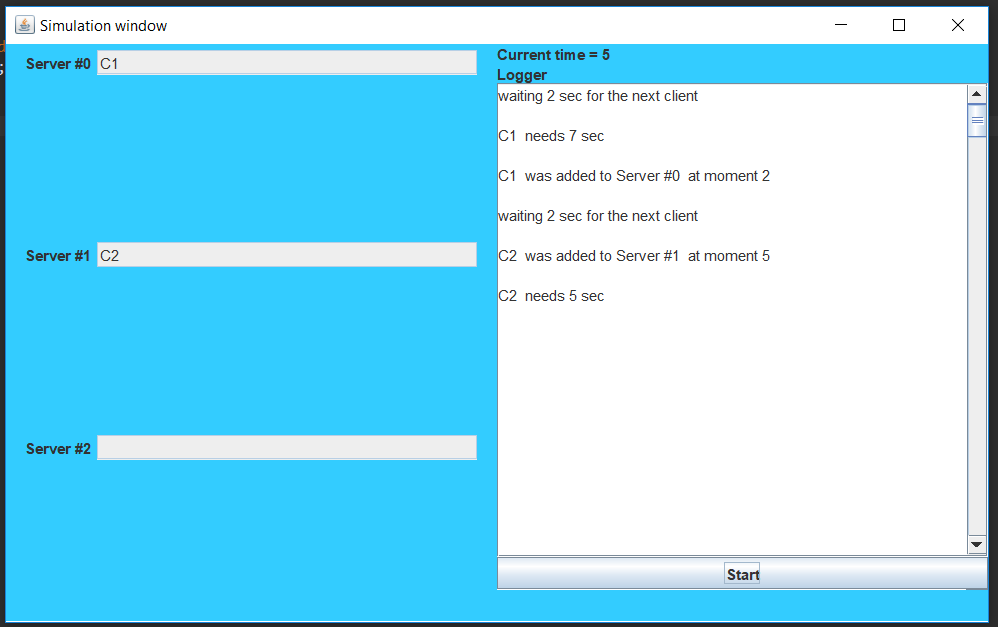 Simulation window
Server #0 C1
Server #1 C2
Server #2
Current time = 5
Logger
waiting 2 sec for the next client
C1  needs 7 sec
C1  was added to Server #0  at moment 2
waiting 2 sec for the next client
C2  was added to Server #1  at moment 5
C2  needs 5 sec
Start